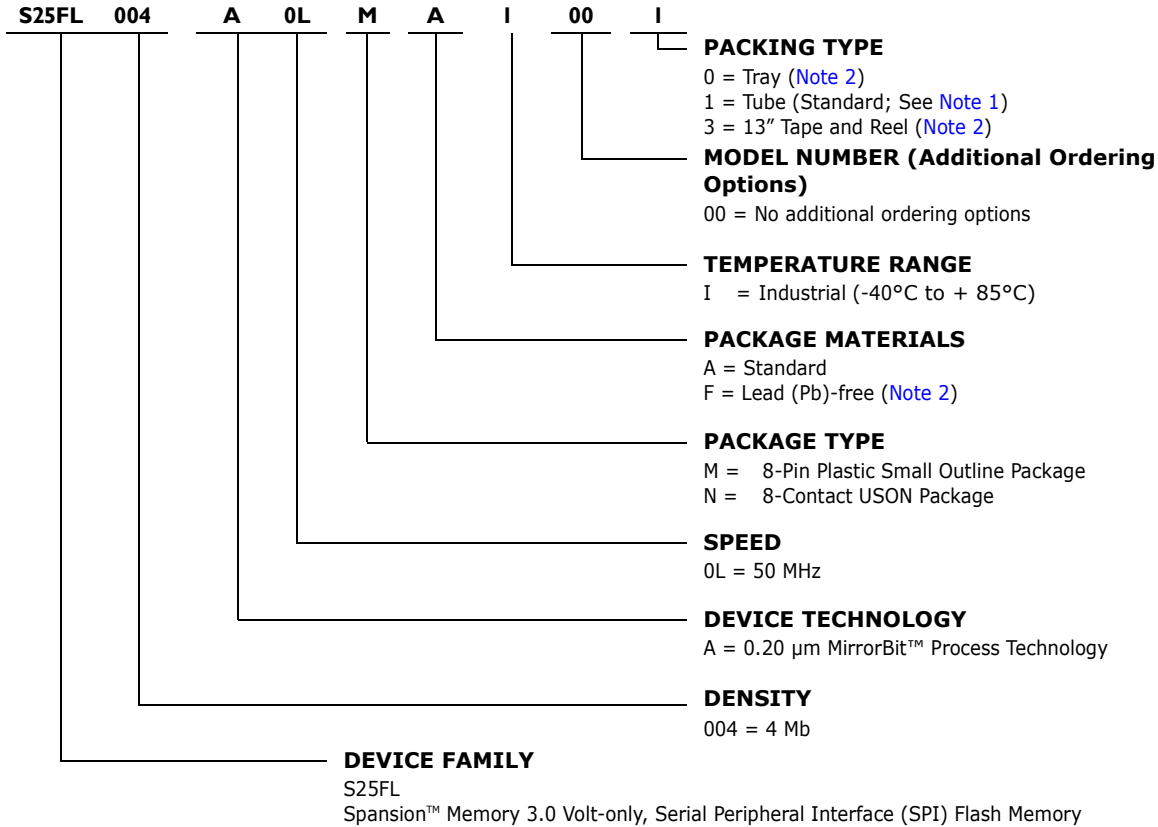 S25FL 004 A 0L M A I 00 I
PACKING TYPE
0 = Tray (Note 2)
1 = Tube (Standard; See Note 1)
3 = 13” Tape and Reel (Note 2)
MODEL NUMBER (Additional Ordering
Options)
00 = No additional ordering options
TEMPERATURE RANGE
I = Industrial (-40°C to + 85°C)
PACKAGE MATERIALS
A = Standard
F = Lead (Pb)-free (Note 2)
PACKAGE TYPE
M = 8-Pin Plastic Small Outline Package
N = 8-Contact USON Package
SPEED
0L = 50 MHz
DEVICE TECHNOLOGY
A = 0.20 µm MirrorBit™ Process Technology
DENSITY
004 = 4 Mb
DEVICE FAMILY
S25FL
Spansion™ Memory 3.0 Volt-only, Serial Peripheral Interface (SPI) Flash Memory